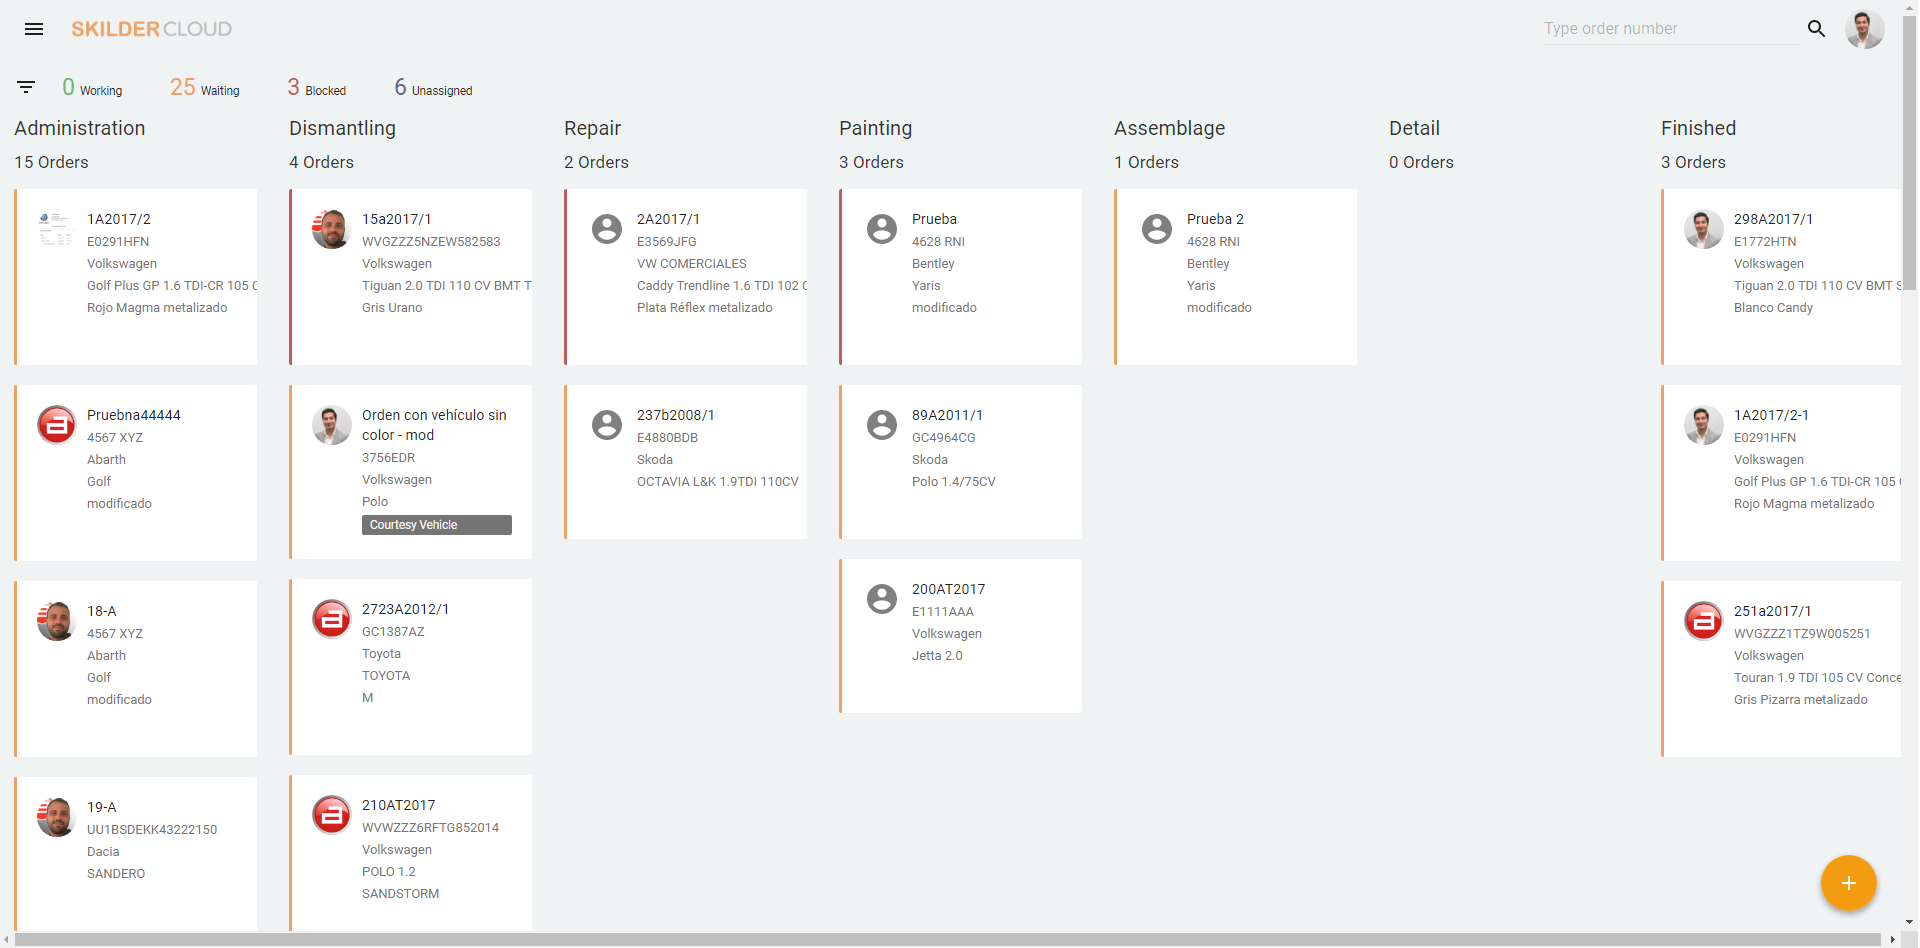 SKILDERCLOUD
Type order number
0 Working
25 Waiting
3 Blocked
6 Unassigned
Administration
15 Orders
1A2017/2
E0291HFN
Volkswagen
Golf Plus GP 1.6 TDI-CR 105 C
Rojo Magma metalizado
Pruebna44444
4567 XYZ
Abarth
Golf
modificado
18-A
4567 XYZ
Abarth
Golf
modificado
19-A
UU1BSDEKK43222150
Dacia
SANDERO
Dismantling
4 Orders
15a2017/1
WVGZZZ5NZEW582583
Volkswagen
Tiguan 2.0 TDI 110 CV BMT T
Gris Urano
Orden con vehículo sin
color - mod
3756EDR
Volkswagen
Polo
Courtesy Vehicle
2723A2012/1
GC1387AZ
Toyota
TOYOTA
M
210AT2017
WVWZZZ6RFTG852014
Volkswagen
POLO 1.2
SANDSTORM
Repair
2 Orders
2A2017/1
E3569JFG
VW COMERCIALES
Caddy Trendline 1.6 TDI 102 C
Plata Réflex metalizado
237b2008/1
E4880BDB
Skoda
OCTAVIA L&K 1.9TDI 110CV
Painting
3 Orders
Prueba
4628 RNI
Bentley
Yaris
modificado
89A2011/1
GC4964CG
Skoda
Polo 1.4/75CV
200AT2017
E1111AAA
Volkswagen
Jetta 2.0
Assemblage
1 Orders
Prueba 2
4628 RNI
Bentley
Yaris
modificado
Detail
0 Orders
Finished
3 Orders
298A2017/1
E1772HTN
Volkswagen
Tiguan 2.0 TDI 110 CV BMT S
Blanco Candy
1A2017/2-1
E0291HFN
Volkswagen
Golf Plus GP 1.6 TDI-CR 105
Rojo Magma metalizado
251a2017/1
WVGZZZ1TZ9W005251
Volkswagen
Touran 1.9 TDI 105 CV Conce
Gris Pizarra metalizado